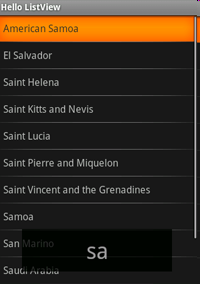 Hello ListView
American Samoa
El Salvador
Saint Helena
Saint Kitts and Nevis
Saint Lucia
Saint Pierre and Miquelon
Saint Vincent and the Grenadines
Samoa
San Marino
sa
Saudi Arabia